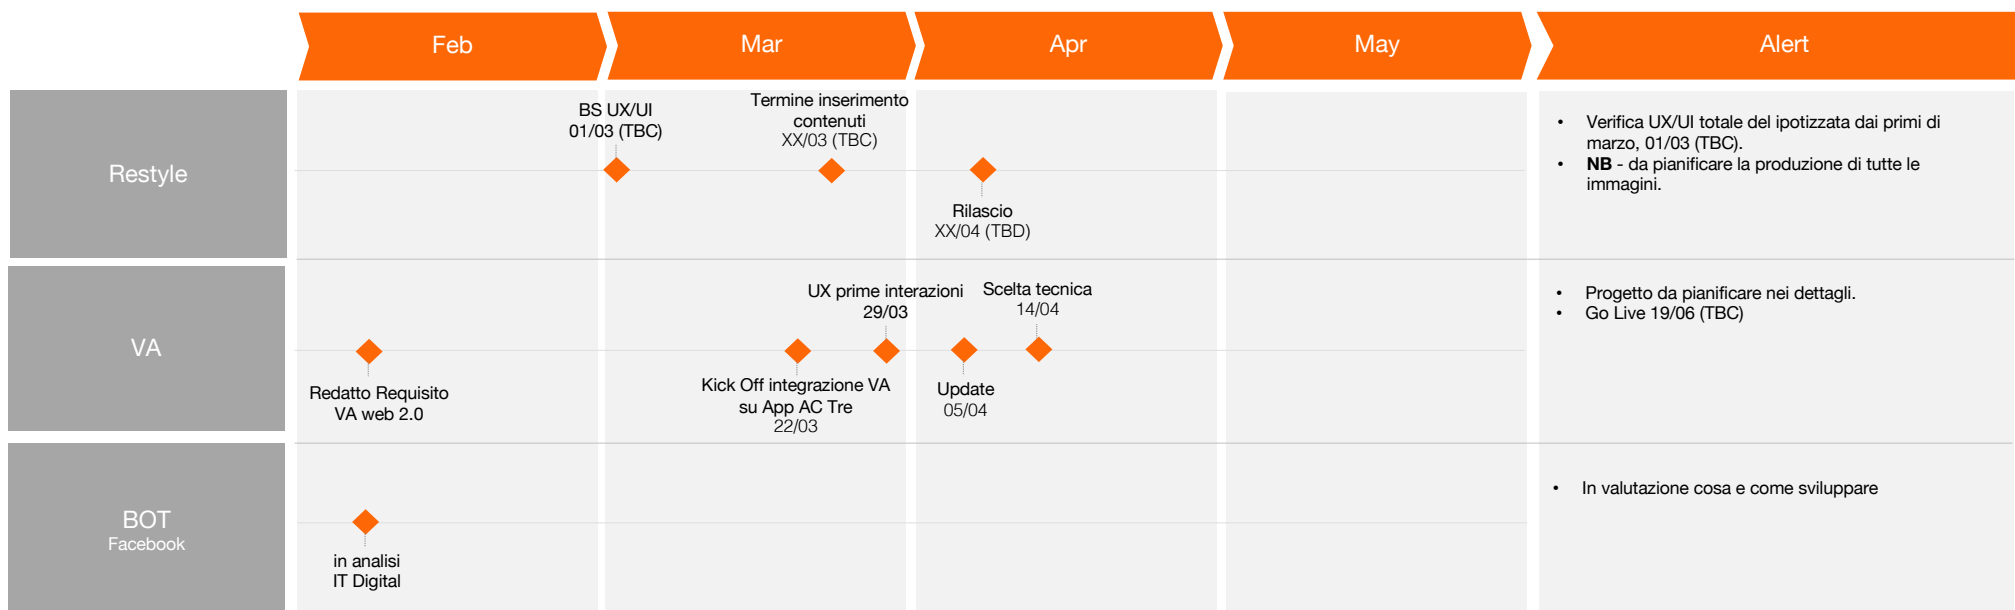 Feb
Mar
Apr
May
Alert
Restyle
BS UX/UI
01/03 (TBC)
Termine inserimento
contenuti
XX/03 (TBC)
Rilascio
XX/04 (TBD)
• Verifica UX/UI totale del ipotizzata dai primi di
marzo, 01/03 (TBC).
• NB - da pianificare la produzione di tutte le
immagini.
VA
Redatto Requisito
VA web 2.0
Kick Off integrazione VA
su App AC Tre
22/03
UX prime interazioni
29/03
Update
05/04
Scelta tecnica
14/04
• Progetto da pianificare nei dettagli.
• Go Live 19/06 (TBC)
BOT
Facebook
in analisi
IT Digital
• In valutazione cosa e come sviluppare